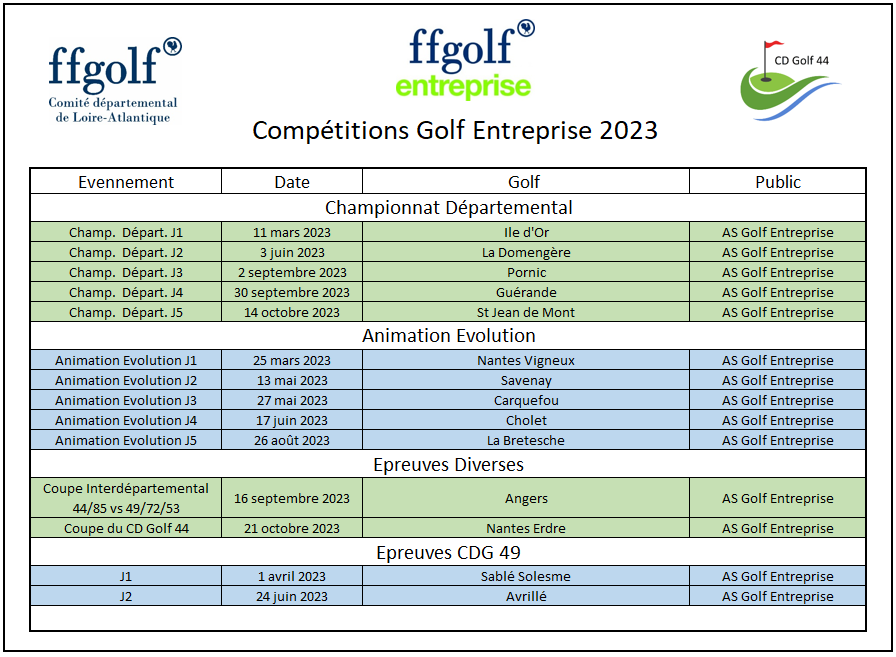 ffgolf
Comité départemental
de Loire-Atlantique
ffgolf
entreprise
CD Golf 44
Compétitions Golf Entreprise 2023
Evennement Date Golf Public
Championnat Départemental
Champ. Départ. J1 11 mars 2023 Ile d'Or AS Golf Entreprise
Champ. Départ. J2 3 juin 2023 La Domengère AS Golf Entreprise
Champ. Départ. J3 2 septembre 2023 Pornic AS Golf Entreprise
Champ. Départ. J4 30 septembre 2023 Guérande AS Golf Entreprise
Champ. Départ. J5 14 octobre 2023 St Jean de Mont AS Golf Entreprise
Animation Evolution
Animation Evolution J1 25 mars 2023 Nantes Vigneux AS Golf Entreprise
Animation Evolution J2 13 mai 2023 Savenay AS Golf Entreprise
Animation Evolution J3 27 mai 2023 Carquefou AS Golf Entreprise
Animation Evolution J4 17 juin 2023 Cholet AS Golf Entreprise
Animation Evolution J5 26 août 2023 La Bretesche AS Golf Entreprise
Epreuves Diverses
Coupe Interdépartemental
44/85 vs 49/72/53 16 septembre 2023 Angers AS Golf Entreprise
Coupe du CD Golf 44 21 octobre 2023 Nantes Erdre AS Golf Entreprise
Epreuves CDG 49
J1 1 avril 2023 Sablé Solesme AS Golf Entreprise
J2 24 juin 2023 Avrillé AS Golf Entreprise